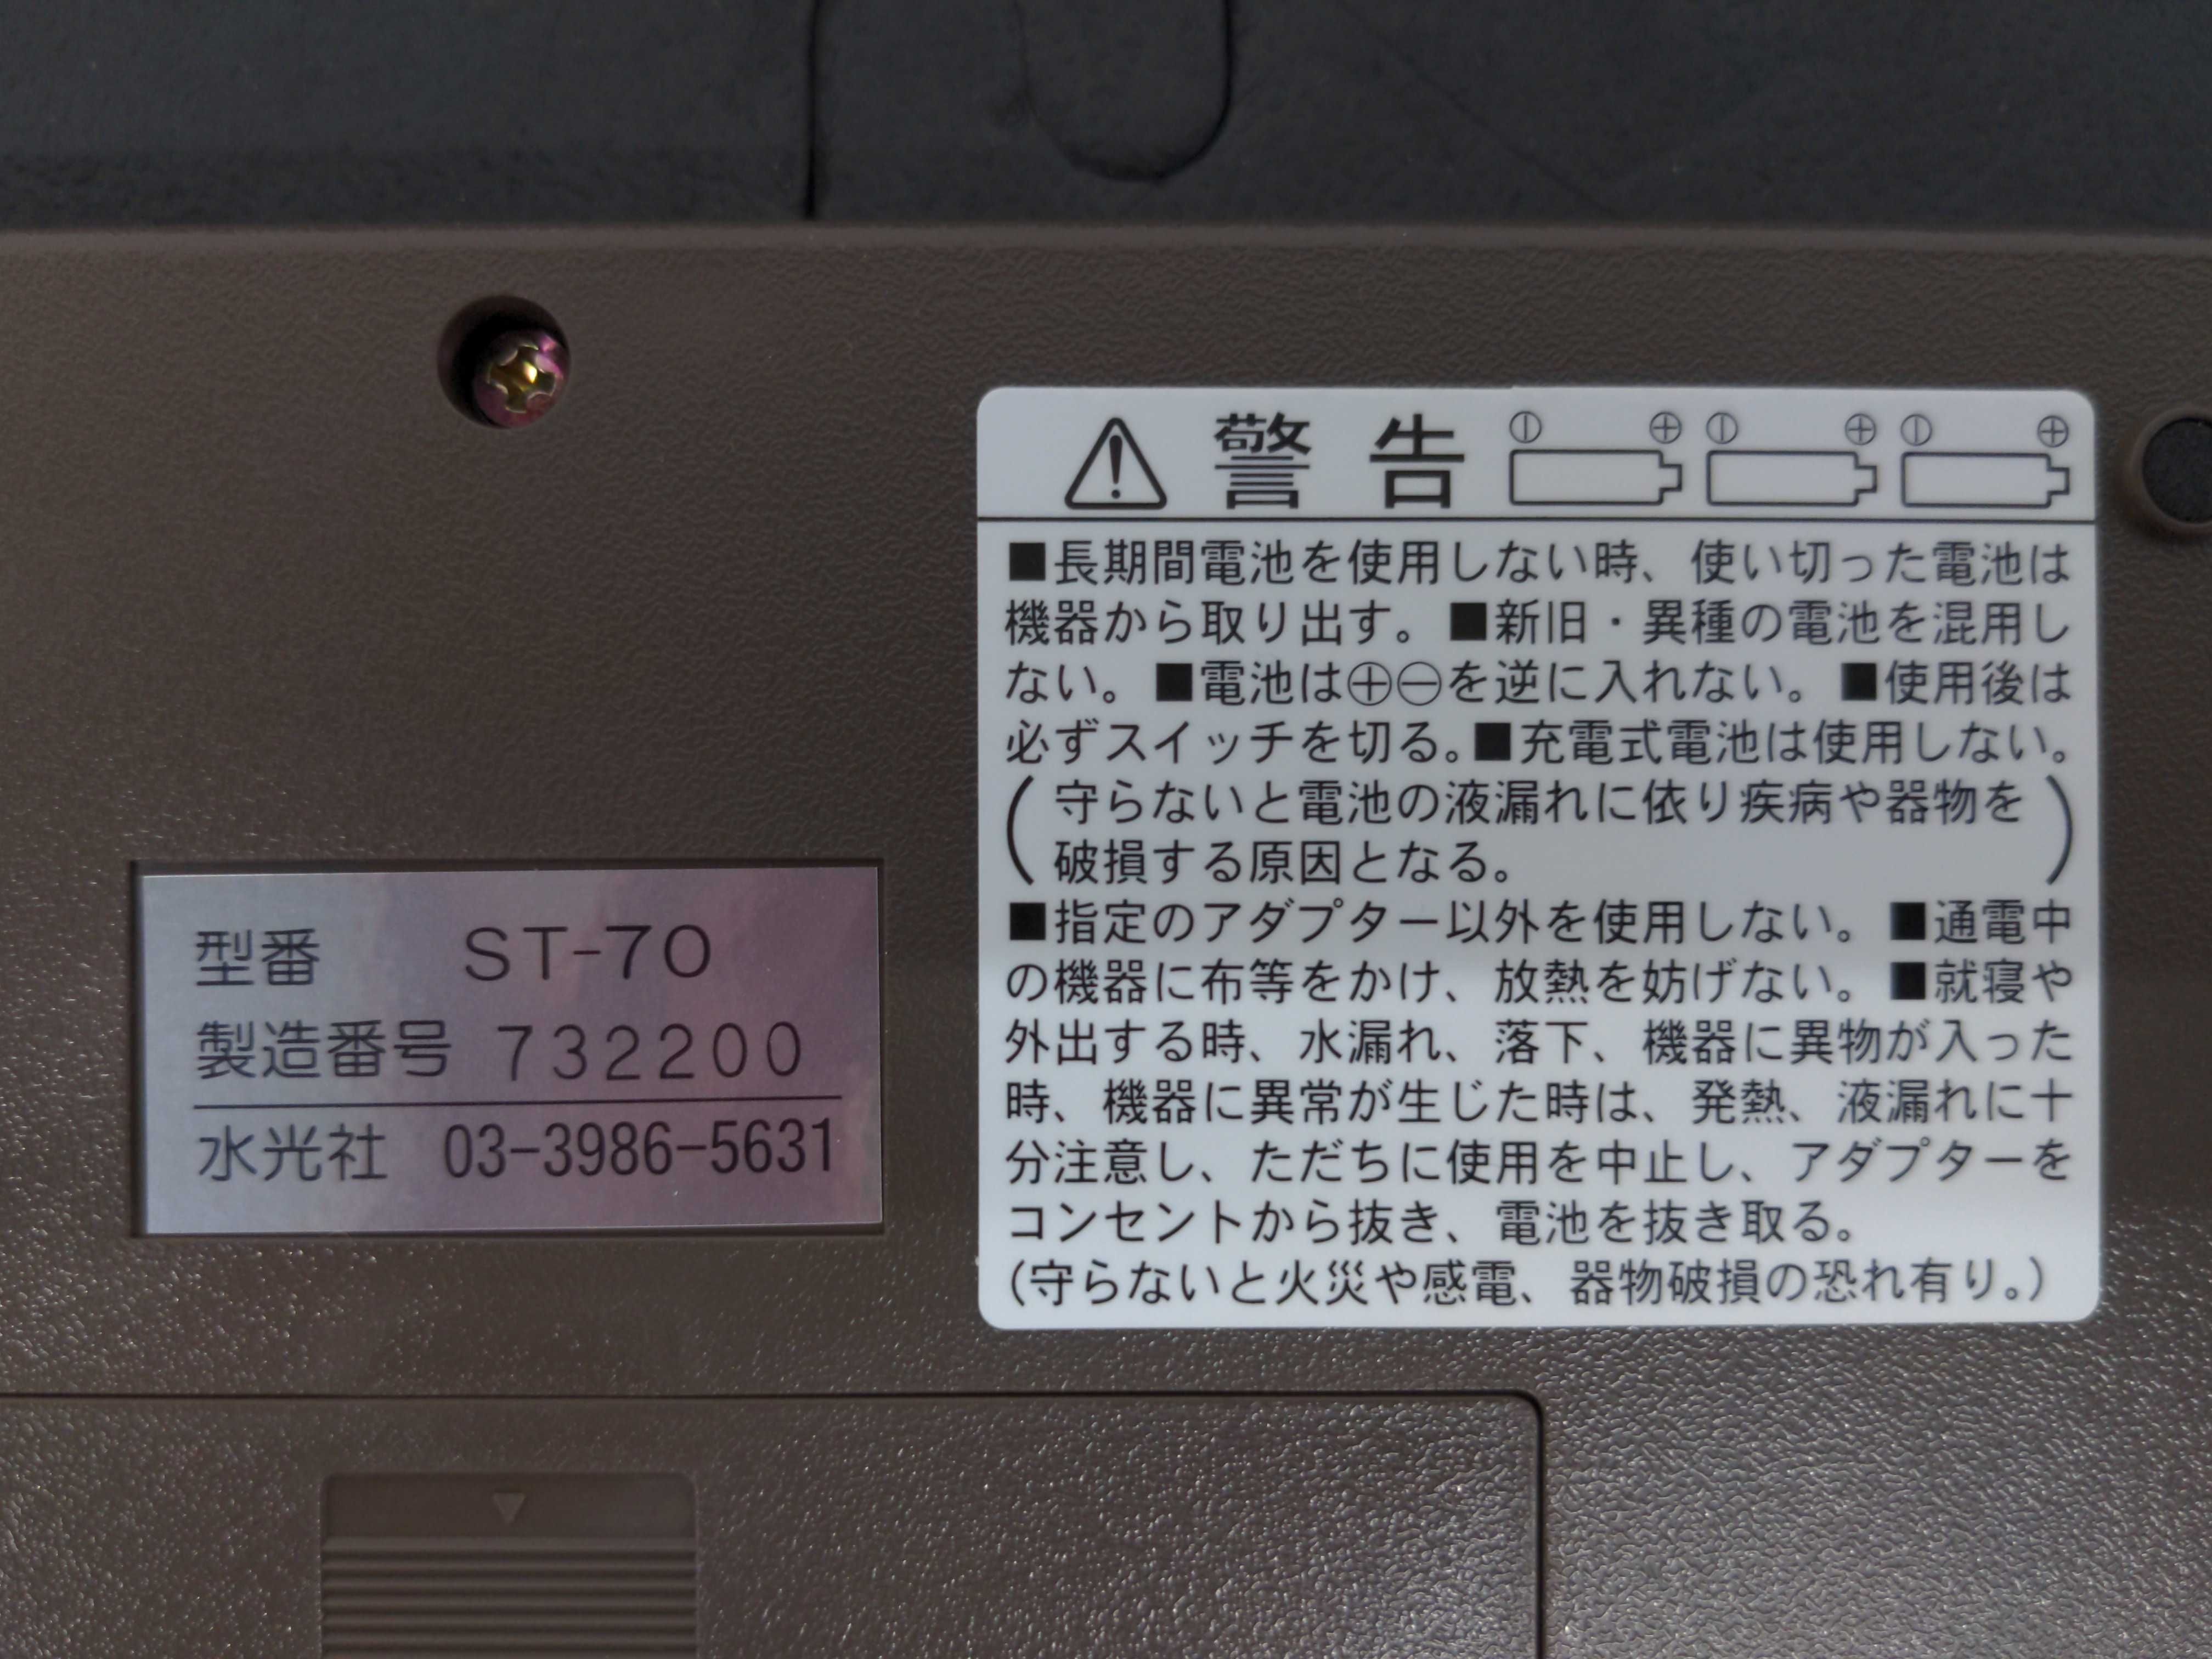 型番 ST-70
製造番号 732200
水光社 03-3986-5631
警告
■長期間電池を使用しない時、使い切った電池は
機器から取り出す。■新旧・異種の電池を混用し
ない。■電池は⊕⊖を逆に入れない。■使用後は
必ずスイッチを切る。■充電式電池は使用しない。
(守らないと電池の液漏れに依り疾病や器物を
破損する原因となる。)
■指定のアダプター以外を使用しない。■通電中
の機器に布等をかけ、放熱を妨げない。■就寝や
外出する時、水漏れ、落下、機器に異物が入った
時、機器に異常が生じた時は、発熱、液漏れに十
分注意し、ただちに使用を中止し、アダプターを
コンセントから抜き、電池を抜き取る。
(守らないと火災や感電、器物破損の恐れ有り。)